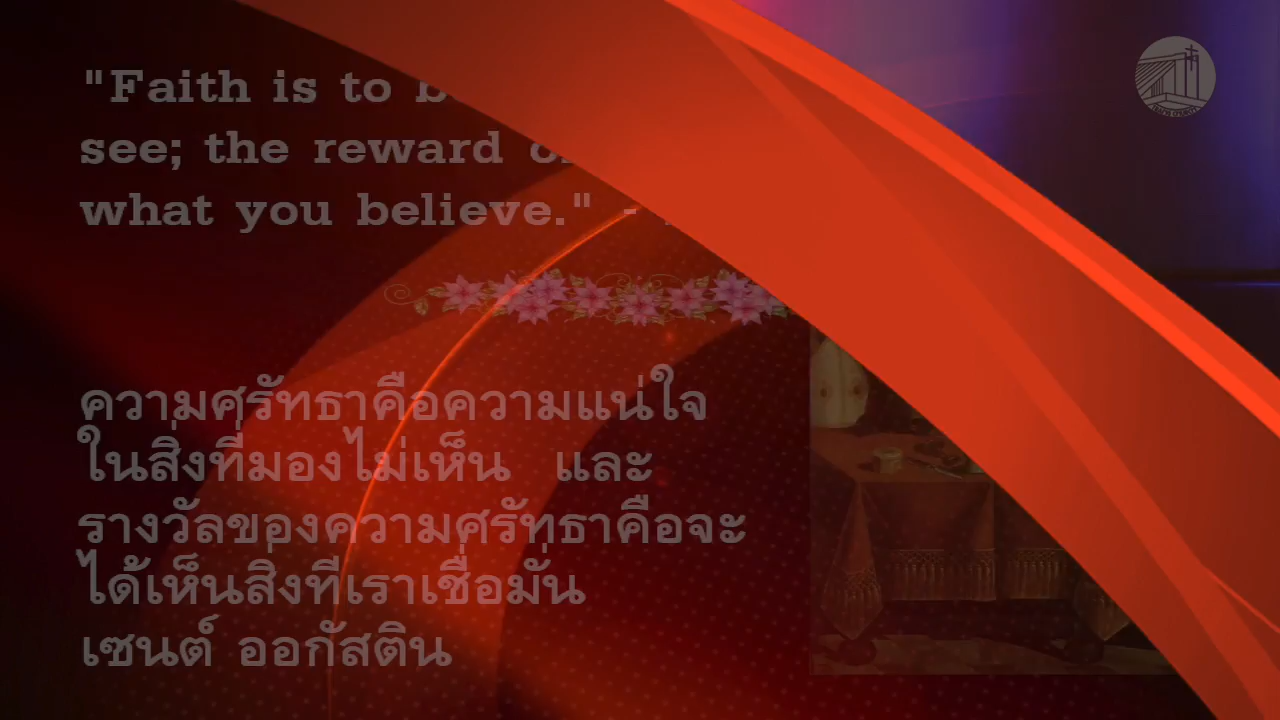 "Faith is to
see; the reward
what you believe." -
ความศรัทธาคือความแน่ใจ
ในสิ่งที่มองไม่เห็น และ
รางวัลของความศรัทธาคือจะ
ได้เห็นสิ่งทีเราเชื่อมั่น
เซนต์ ออกัสติน